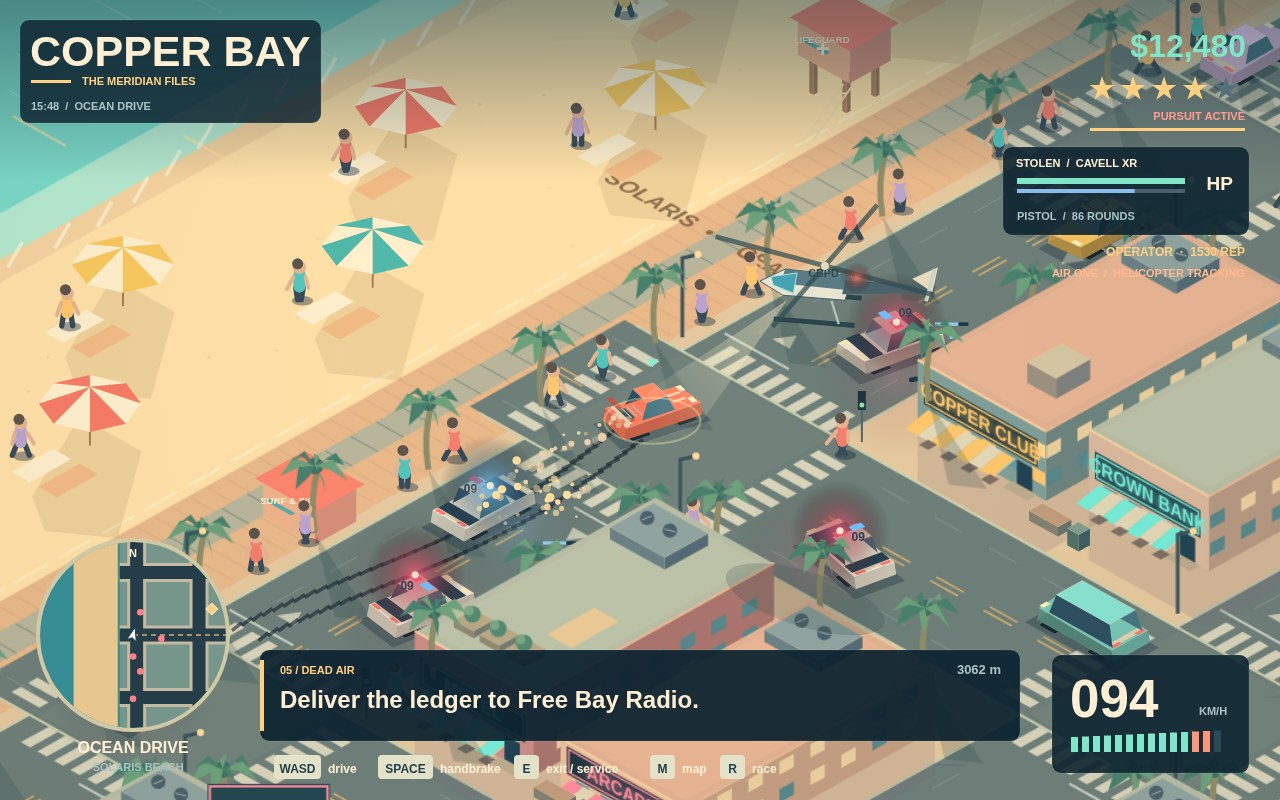 COPPER BAY
THE MERIDIAN FILES
15:48 / OCEAN DRIVE
$12,480
PURSUIT ACTIVE
STOLEN / CAVELL XR
HP
PISTOL / 86 ROUNDS
OPERATOR · 1530 REP
AIR ONE / HELICOPTER TRACKING
SOLARIS
CBPD
09
COPPER CLUB
CROWN BANK
09
09
09
N
OCEAN DRIVE
SOLARIS BEACH
05 / DEAD AIR
3062 m
Deliver the ledger to Free Bay Radio.
094
KM/H
WASD drive SPACE handbrake E exit / service M map R race
ARCADE